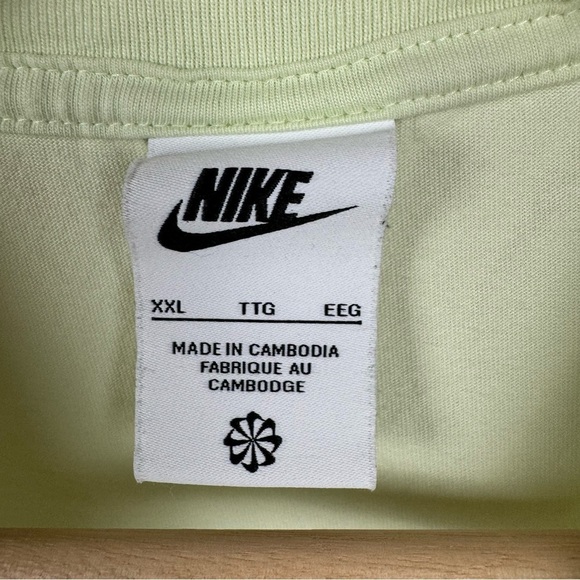 NIKE
XXL TTG EEG
MADE IN CAMBODIA
FABRIQUE AU
CAMBODGE